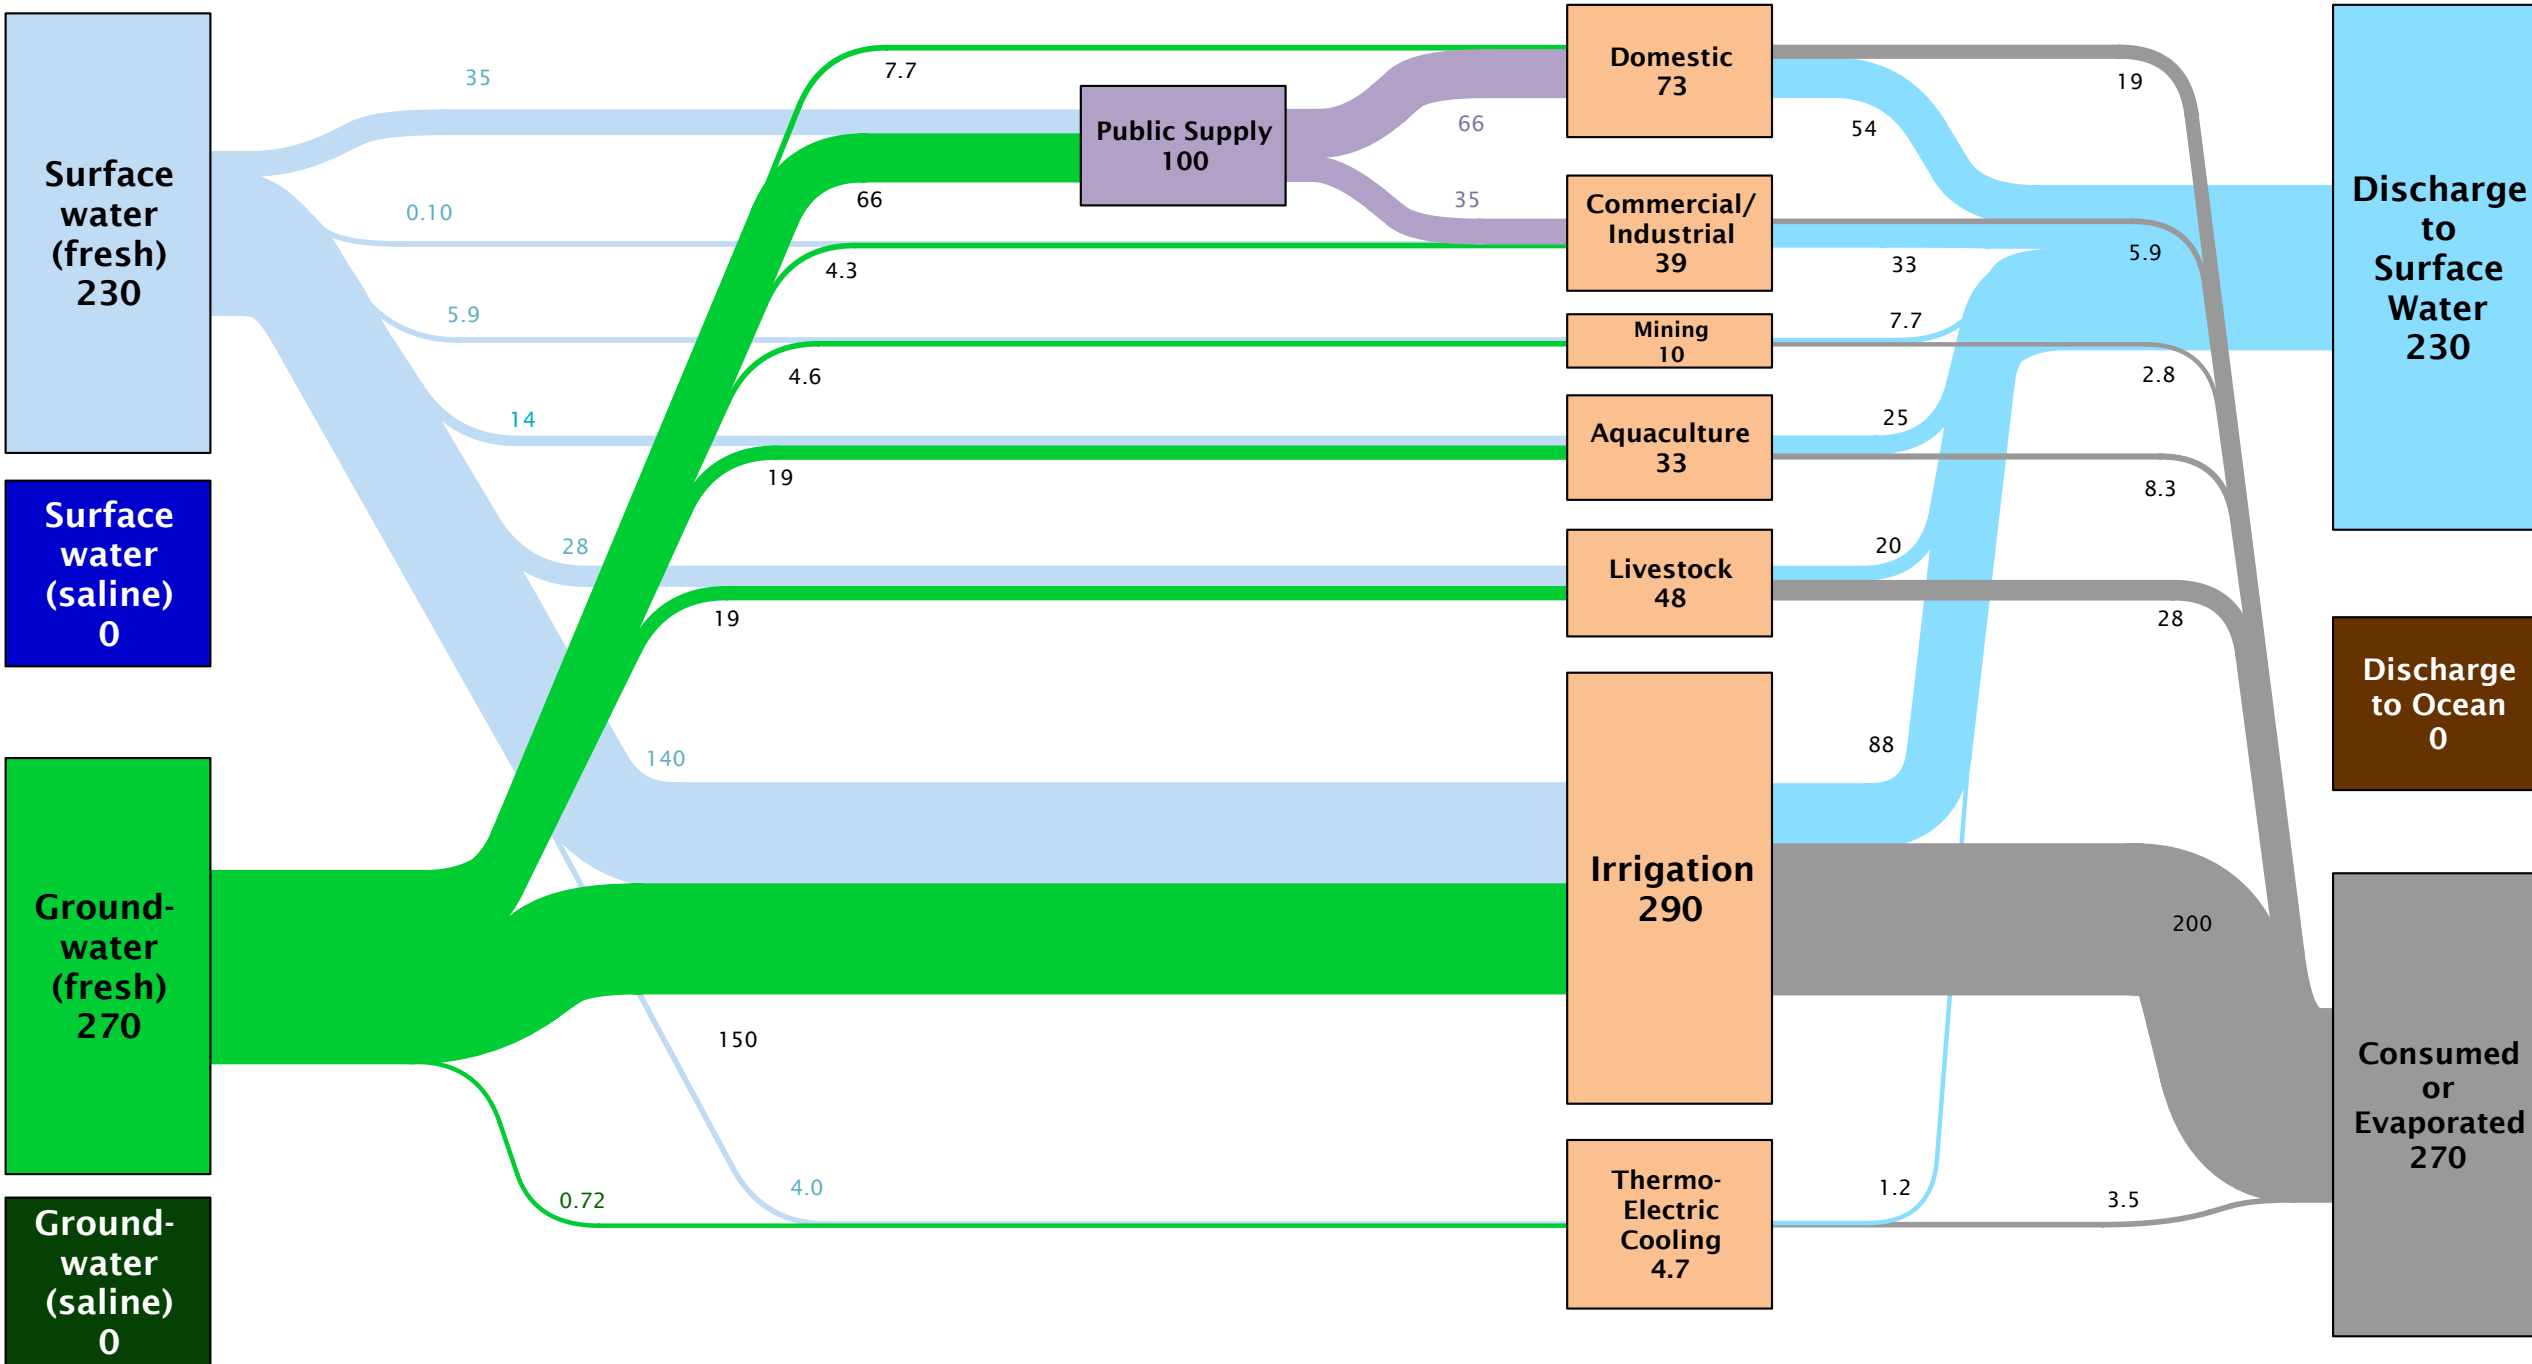 Surface
water
(fresh)
230
Surface
water
(saline)
0
Ground-
water
(fresh)
270
Ground-
water
(saline)
0
35
0.10
5.9
14
28
140
4.0
7.7
66
4.3
4.6
19
19
150
0.72
Public Supply
100
66
35
Domestic
73
Commercial/
Industrial
39
Mining
10
Aquaculture
33
Livestock
48
Irrigation
290
Thermo-
Electric
Cooling
4.7
54
33
7.7
25
20
88
1.2
19
5.9
2.8
8.3
28
200
3.5
Discharge
to
Surface
Water
230
Discharge
to Ocean
0
Consumed
or
Evaporated
270